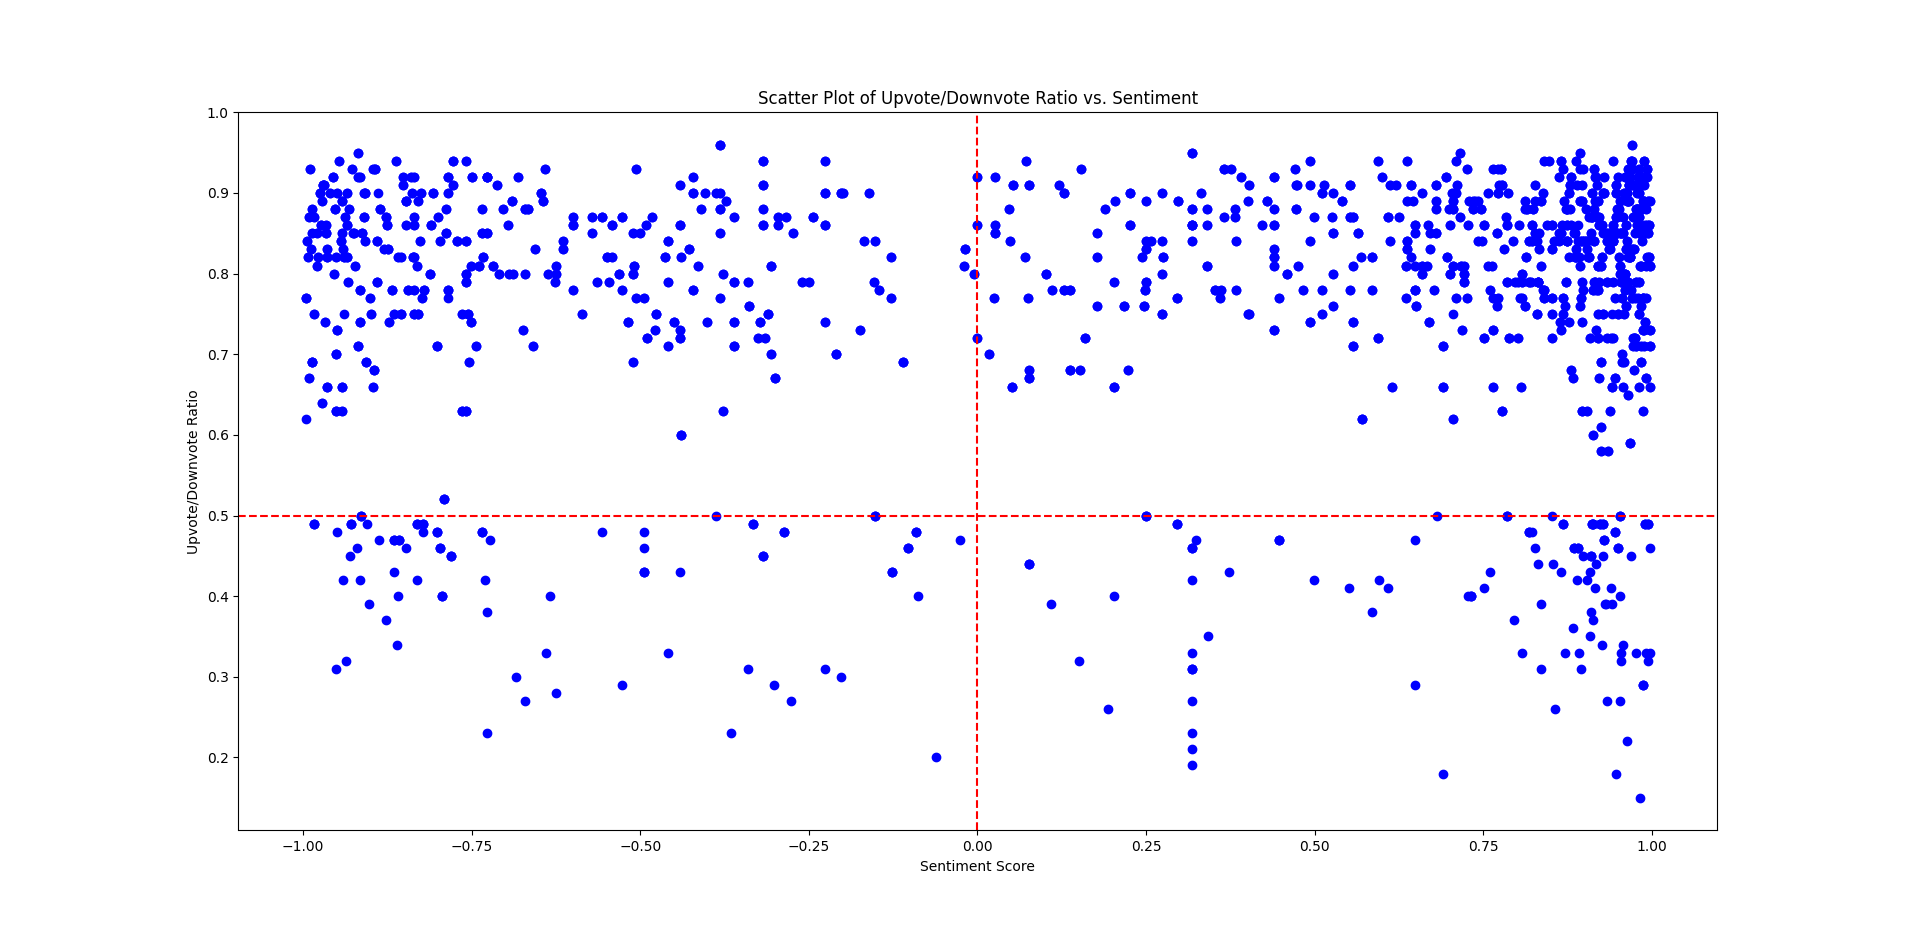 Scatter Plot of Upvote/Downvote Ratio vs. Sentiment
1.0
0.9
0.8
0.7
0.6
0.5
0.4
0.3
0.2
Upvote/Downvote Ratio
−1.00 −0.75 −0.50 −0.25 0.00 0.25 0.50 0.75 1.00
Sentiment Score